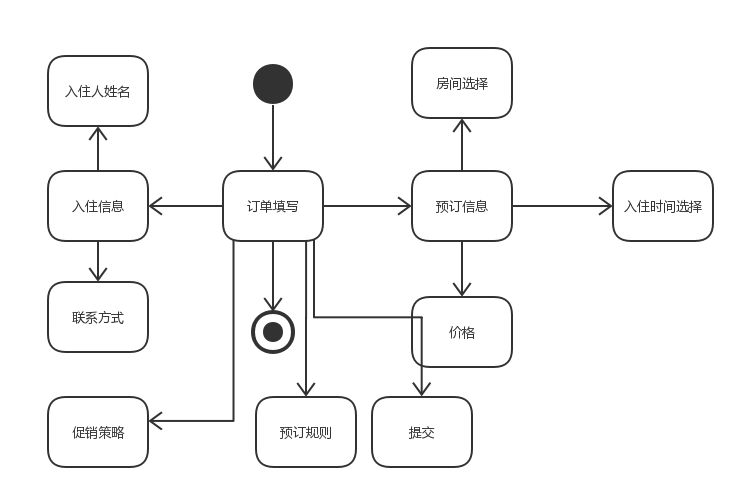 入住人姓名
房间选择
入住信息
订单填写
预订信息
入住时间选择
联系方式
价格
促销策略
预订规则
提交